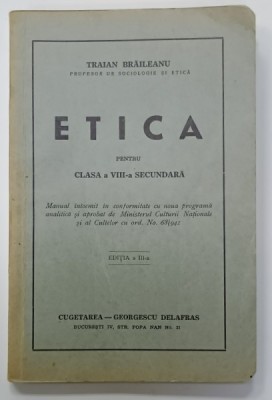 TRAIAN BRĂILEANU
PROFESOR DE SOCIOLOGIE ȘI ETICĂ
ETICA
PENTRU
CLASA a VIII-a SECUNDARĂ
Manual întocmit în conformitate cu noua programă
analitică și aprobat de Ministerul Culturii Naționale
și al Cultelor cu ord. No.
EDIȚIA a III-a
CUGETAREA — GEORGESCU DELAFRAS
BUCUREȘTI IV, STR. POPA NAN No. 21